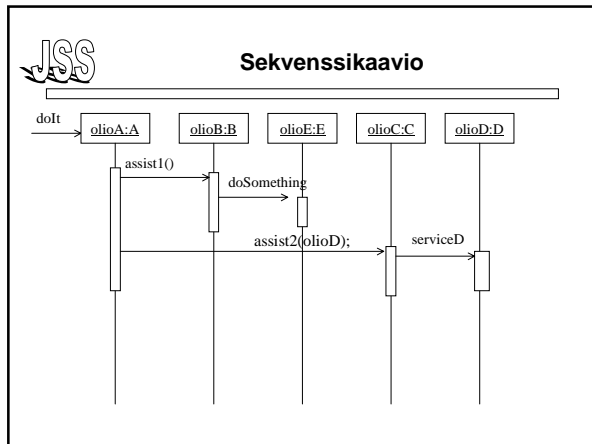 JSS
Sekvenssikaavio
doIt
olioA:A
olioB:B
olioE:E
olioC:C
olioD:D
assist1()
doSomething
assist2(olioD);
serviceD